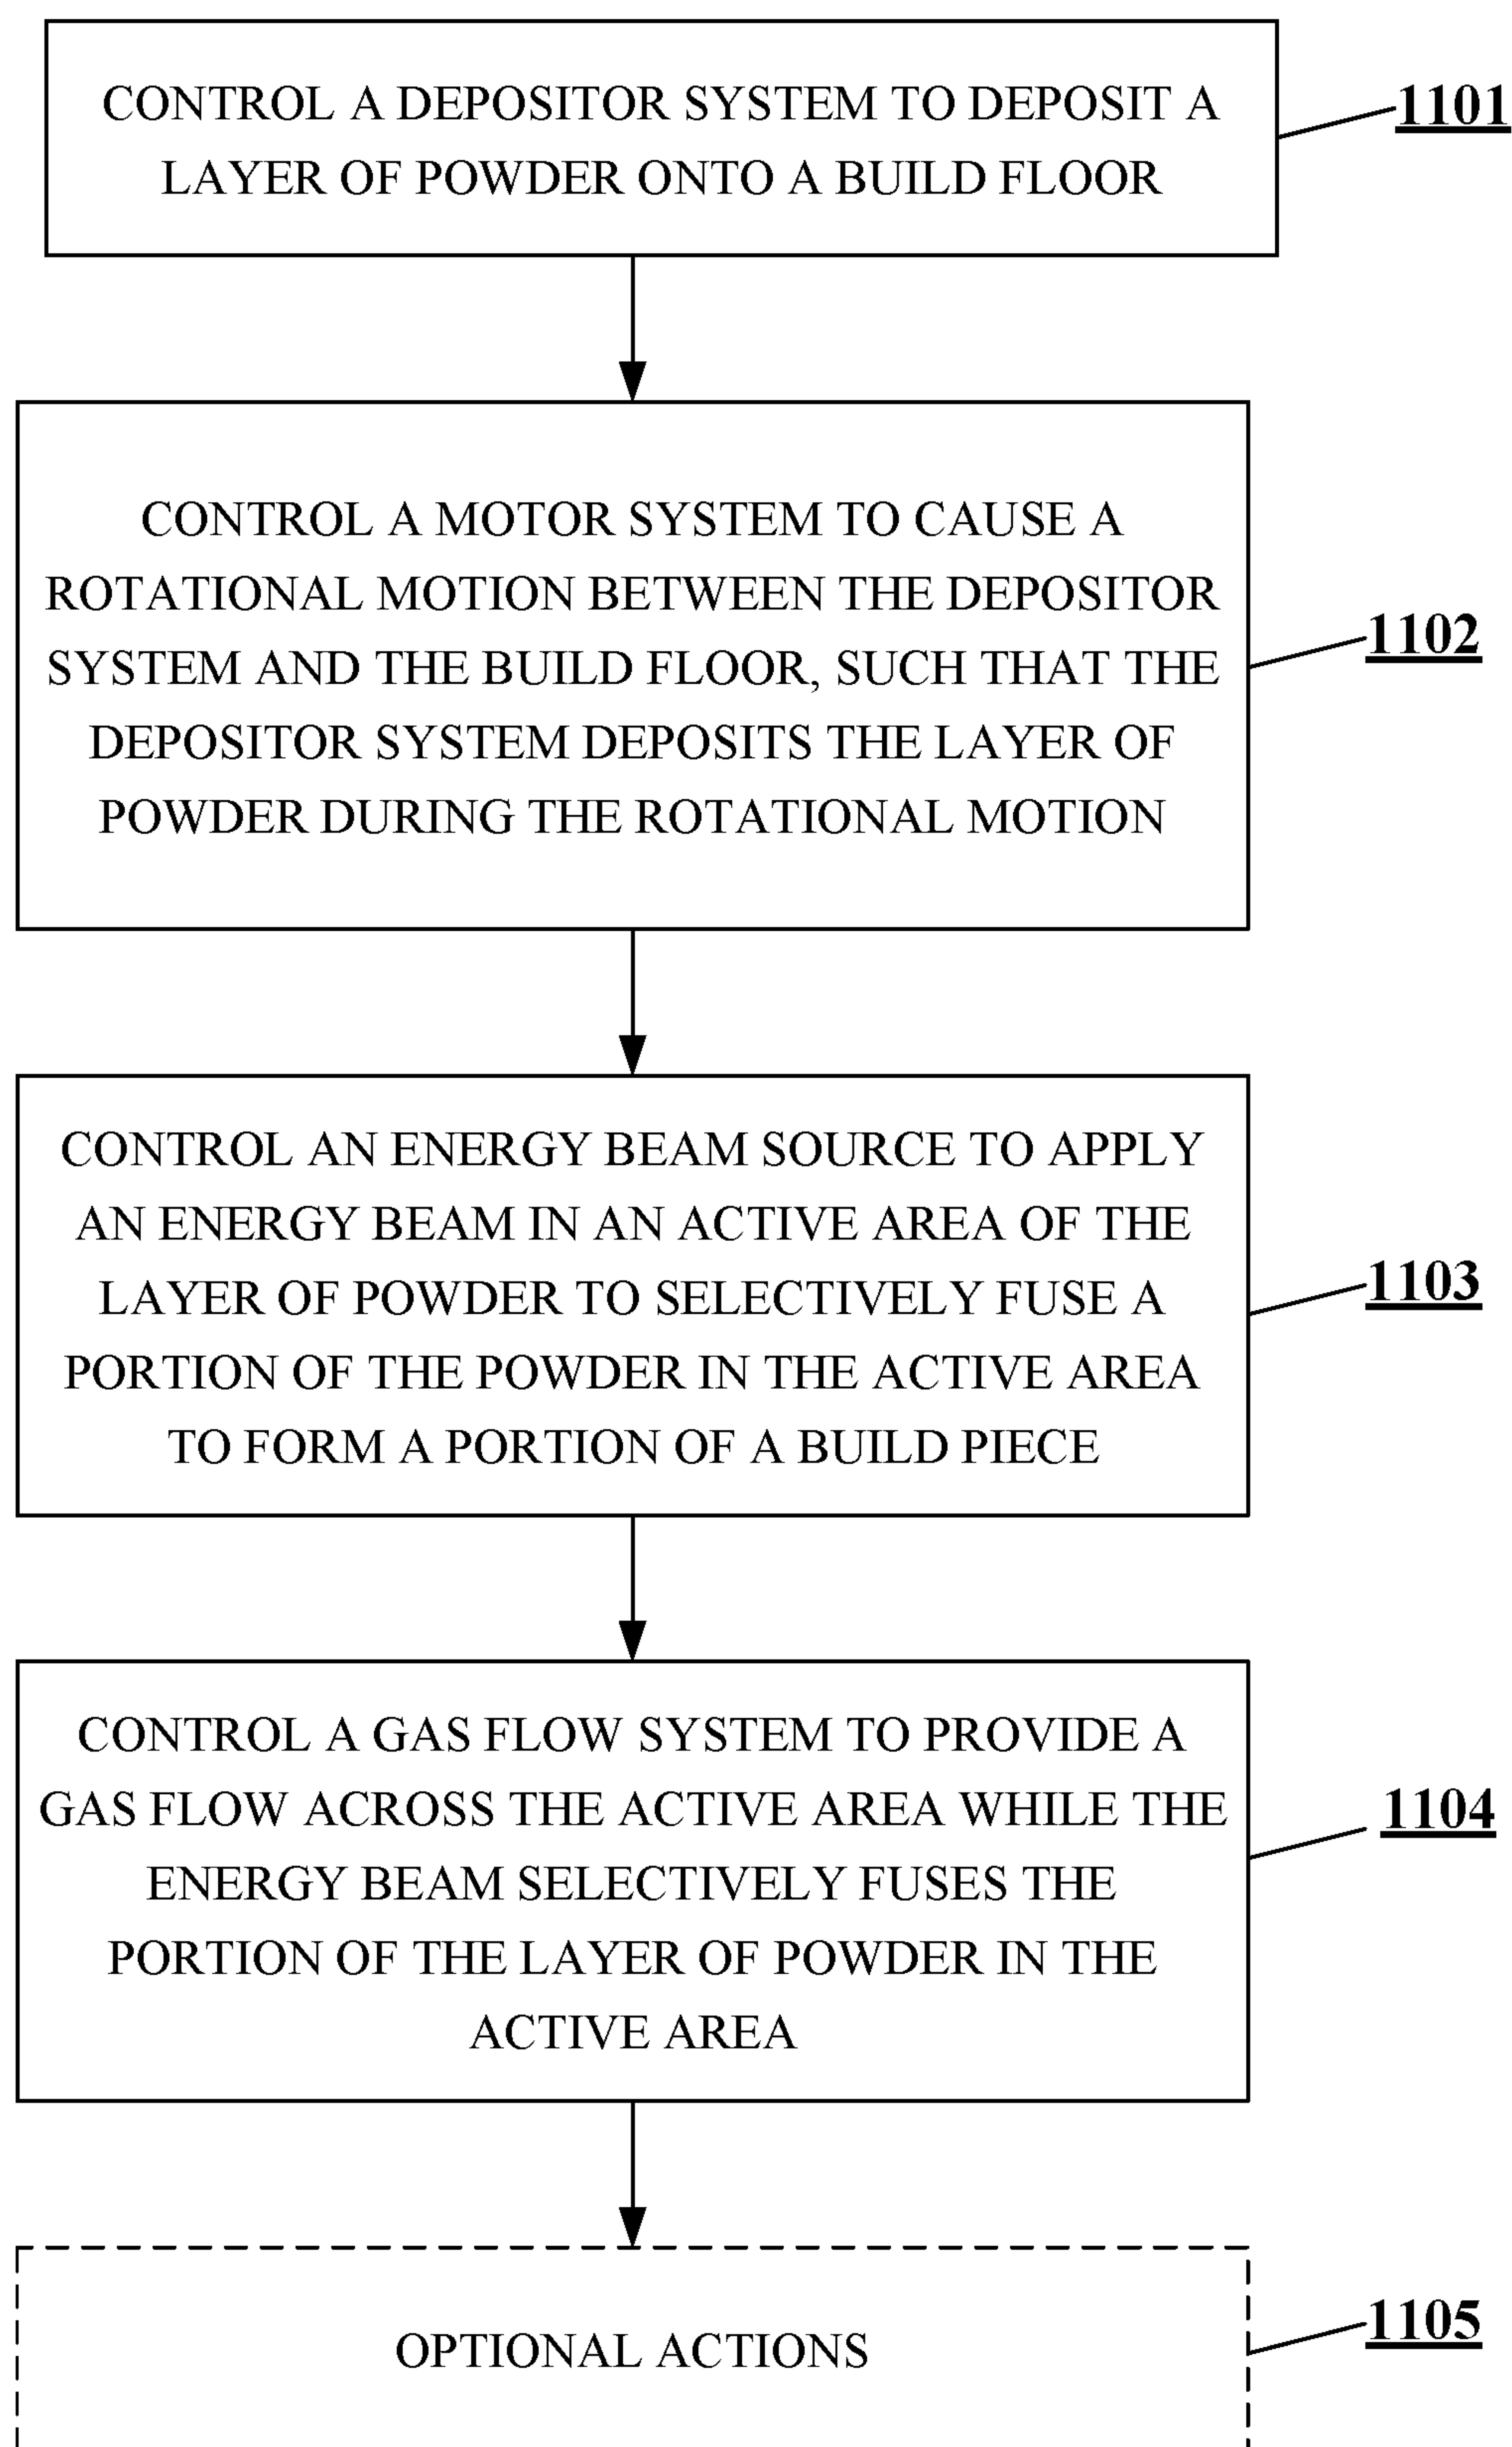 CONTROL A DEPOSITOR SYSTEM TO DEPOSIT A
LAYER OF POWDER ONTO A BUILD FLOOR
1101
CONTROL A MOTOR SYSTEM TO CAUSE A
ROTATIONAL MOTION BETWEEN THE DEPOSITOR
SYSTEM AND THE BUILD FLOOR, SUCH THAT THE
DEPOSITOR SYSTEM DEPOSITS THE LAYER OF
POWDER DURING THE ROTATIONAL MOTION
1102
CONTROL AN ENERGY BEAM SOURCE TO APPLY
AN ENERGY BEAM IN AN ACTIVE AREA OF THE
LAYER OF POWDER TO SELECTIVELY FUSE A
PORTION OF THE POWDER IN THE ACTIVE AREA
TO FORM A PORTION OF A BUILD PIECE
1103
CONTROL A GAS FLOW SYSTEM TO PROVIDE A
GAS FLOW ACROSS THE ACTIVE AREA WHILE THE
ENERGY BEAM SELECTIVELY FUSES THE
PORTION OF THE LAYER OF POWDER IN THE
ACTIVE AREA
1104
OPTIONAL ACTIONS
1105